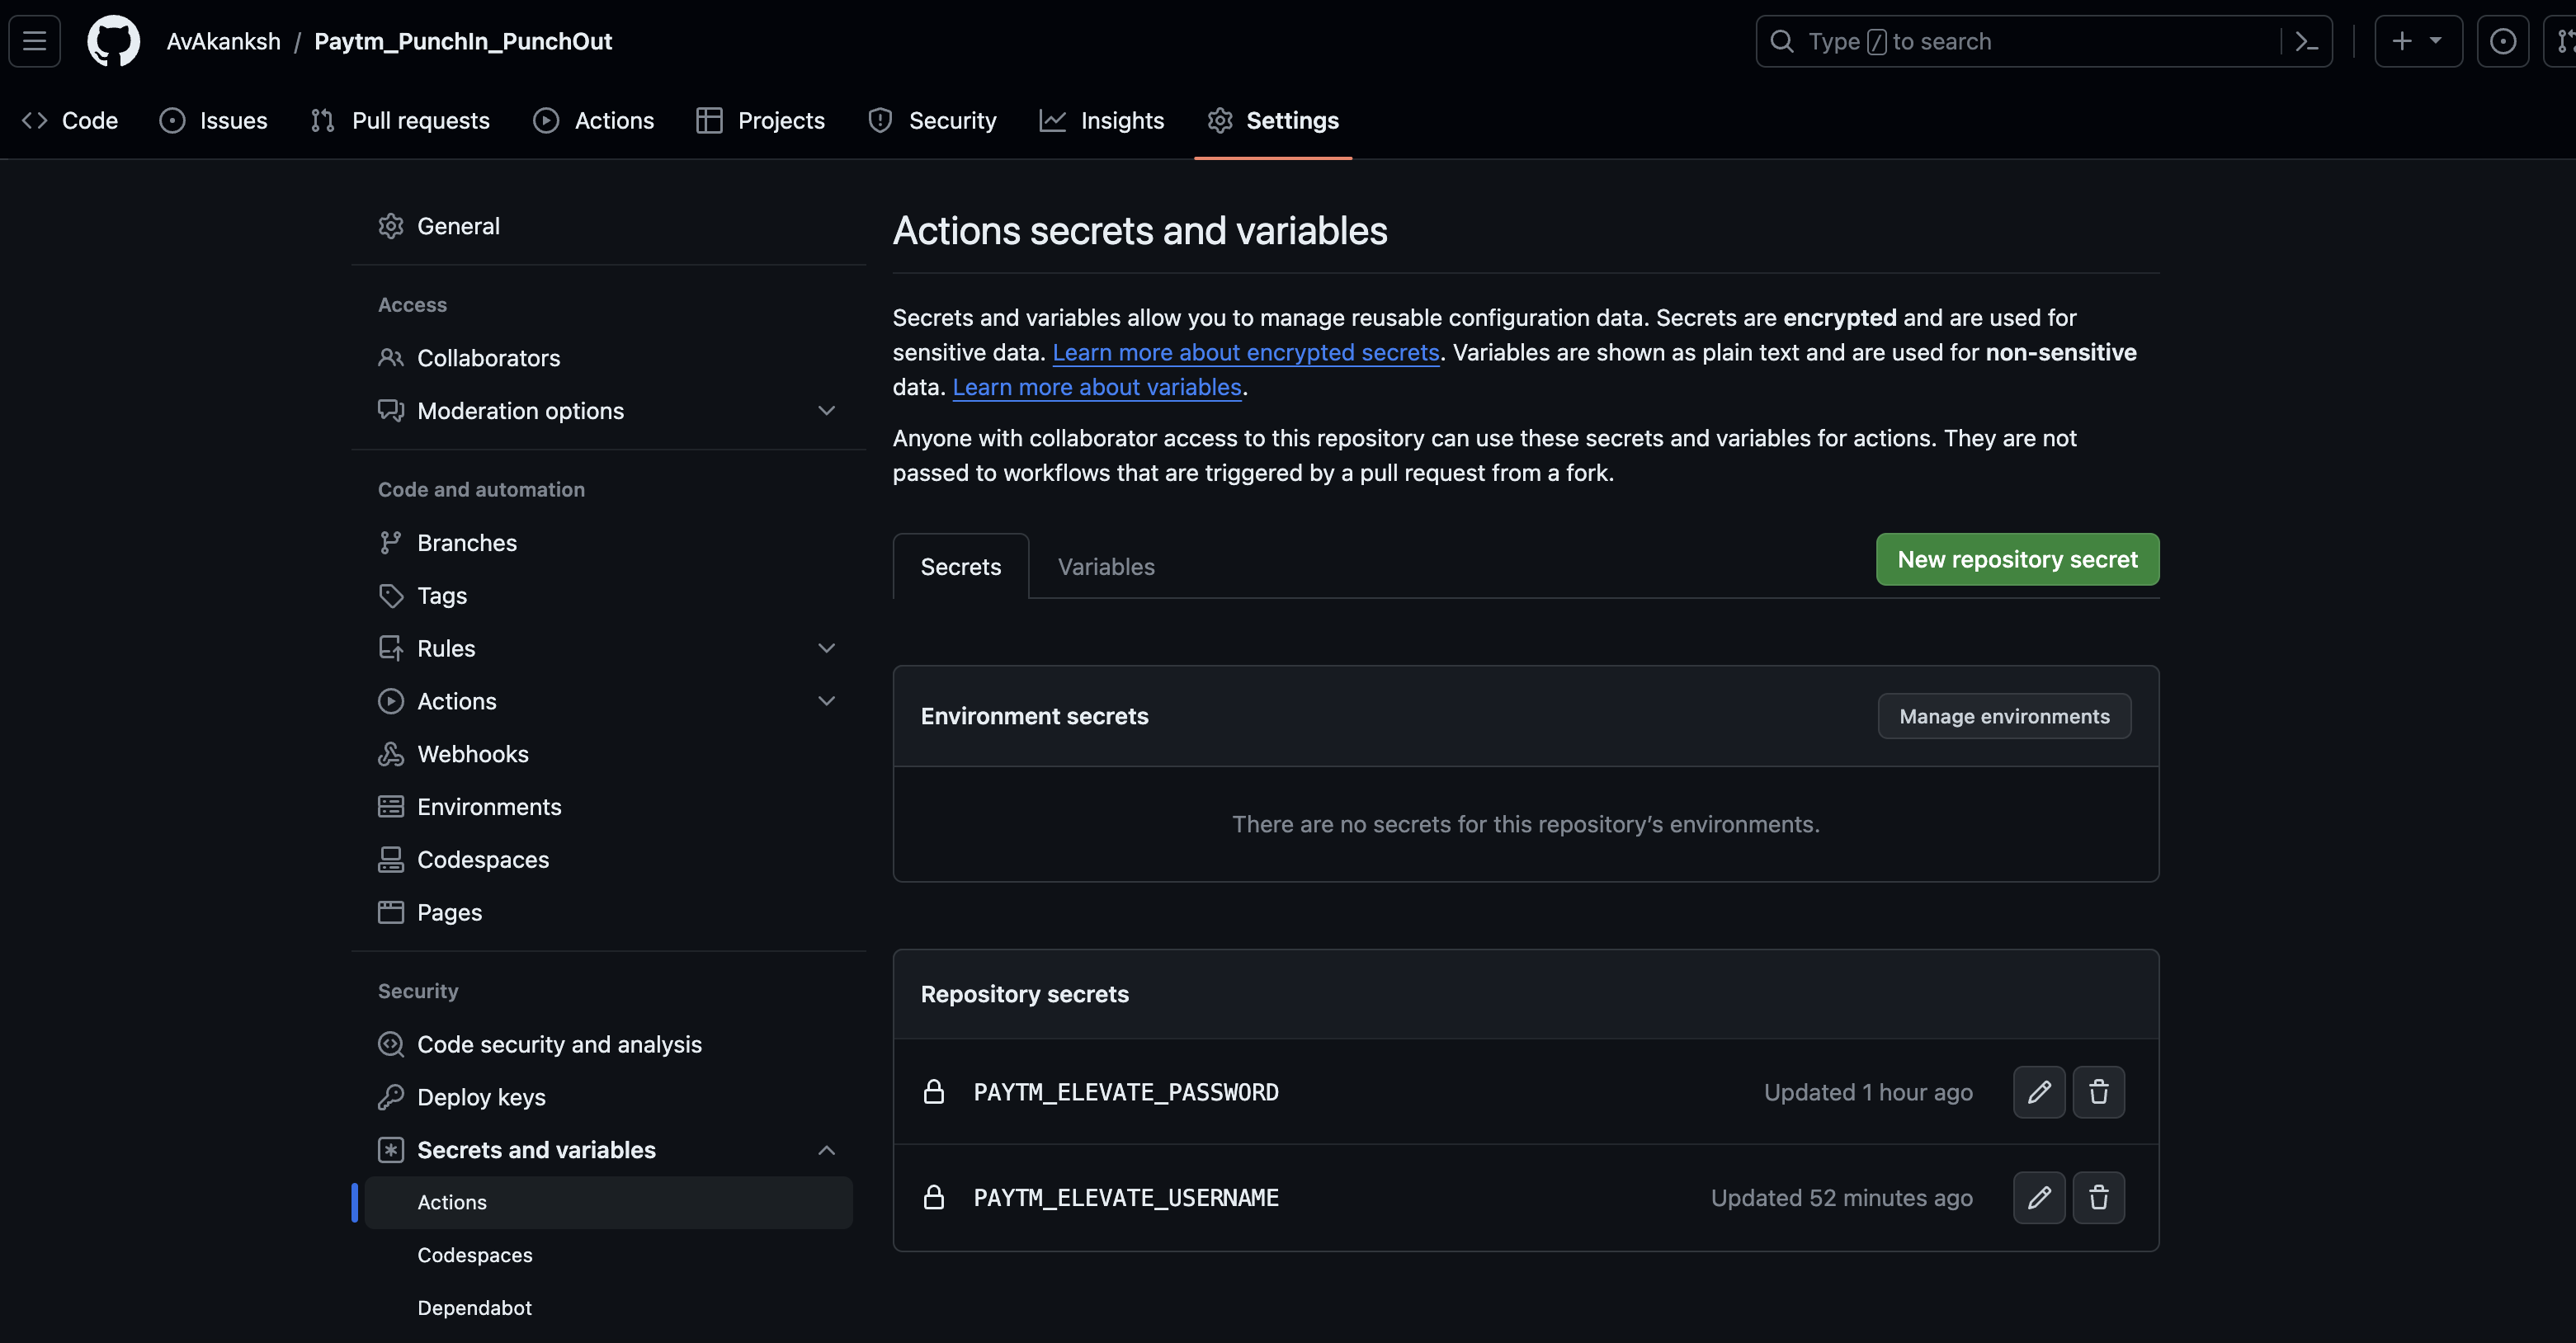 AvAkanksh / Paytm_PunchIn_PunchOut
Type / to search
Code
Issues
Pull requests
Actions
Projects
Security
Insights
Settings
General
Access
Collaborators
Moderation options
Code and automation
Branches
Tags
Rules
Actions
Webhooks
Environments
Codespaces
Pages
Security
Code security and analysis
Deploy keys
Secrets and variables
Actions
Codespaces
Dependabot
Actions secrets and variables
Secrets and variables allow you to manage reusable configuration data. Secrets are encrypted and are used for
sensitive data. Learn more about encrypted secrets. Variables are shown as plain text and are used for non-sensitive
data. Learn more about variables.
Anyone with collaborator access to this repository can use these secrets and variables for actions. They are not
passed to workflows that are triggered by a pull request from a fork.
Secrets
Variables
New repository secret
Environment secrets
Manage environments
There are no secrets for this repository’s environments.
Repository secrets
PAYTM_ELEVATE_PASSWORD
Updated 1 hour ago
PAYTM_ELEVATE_USERNAME
Updated 52 minutes ago